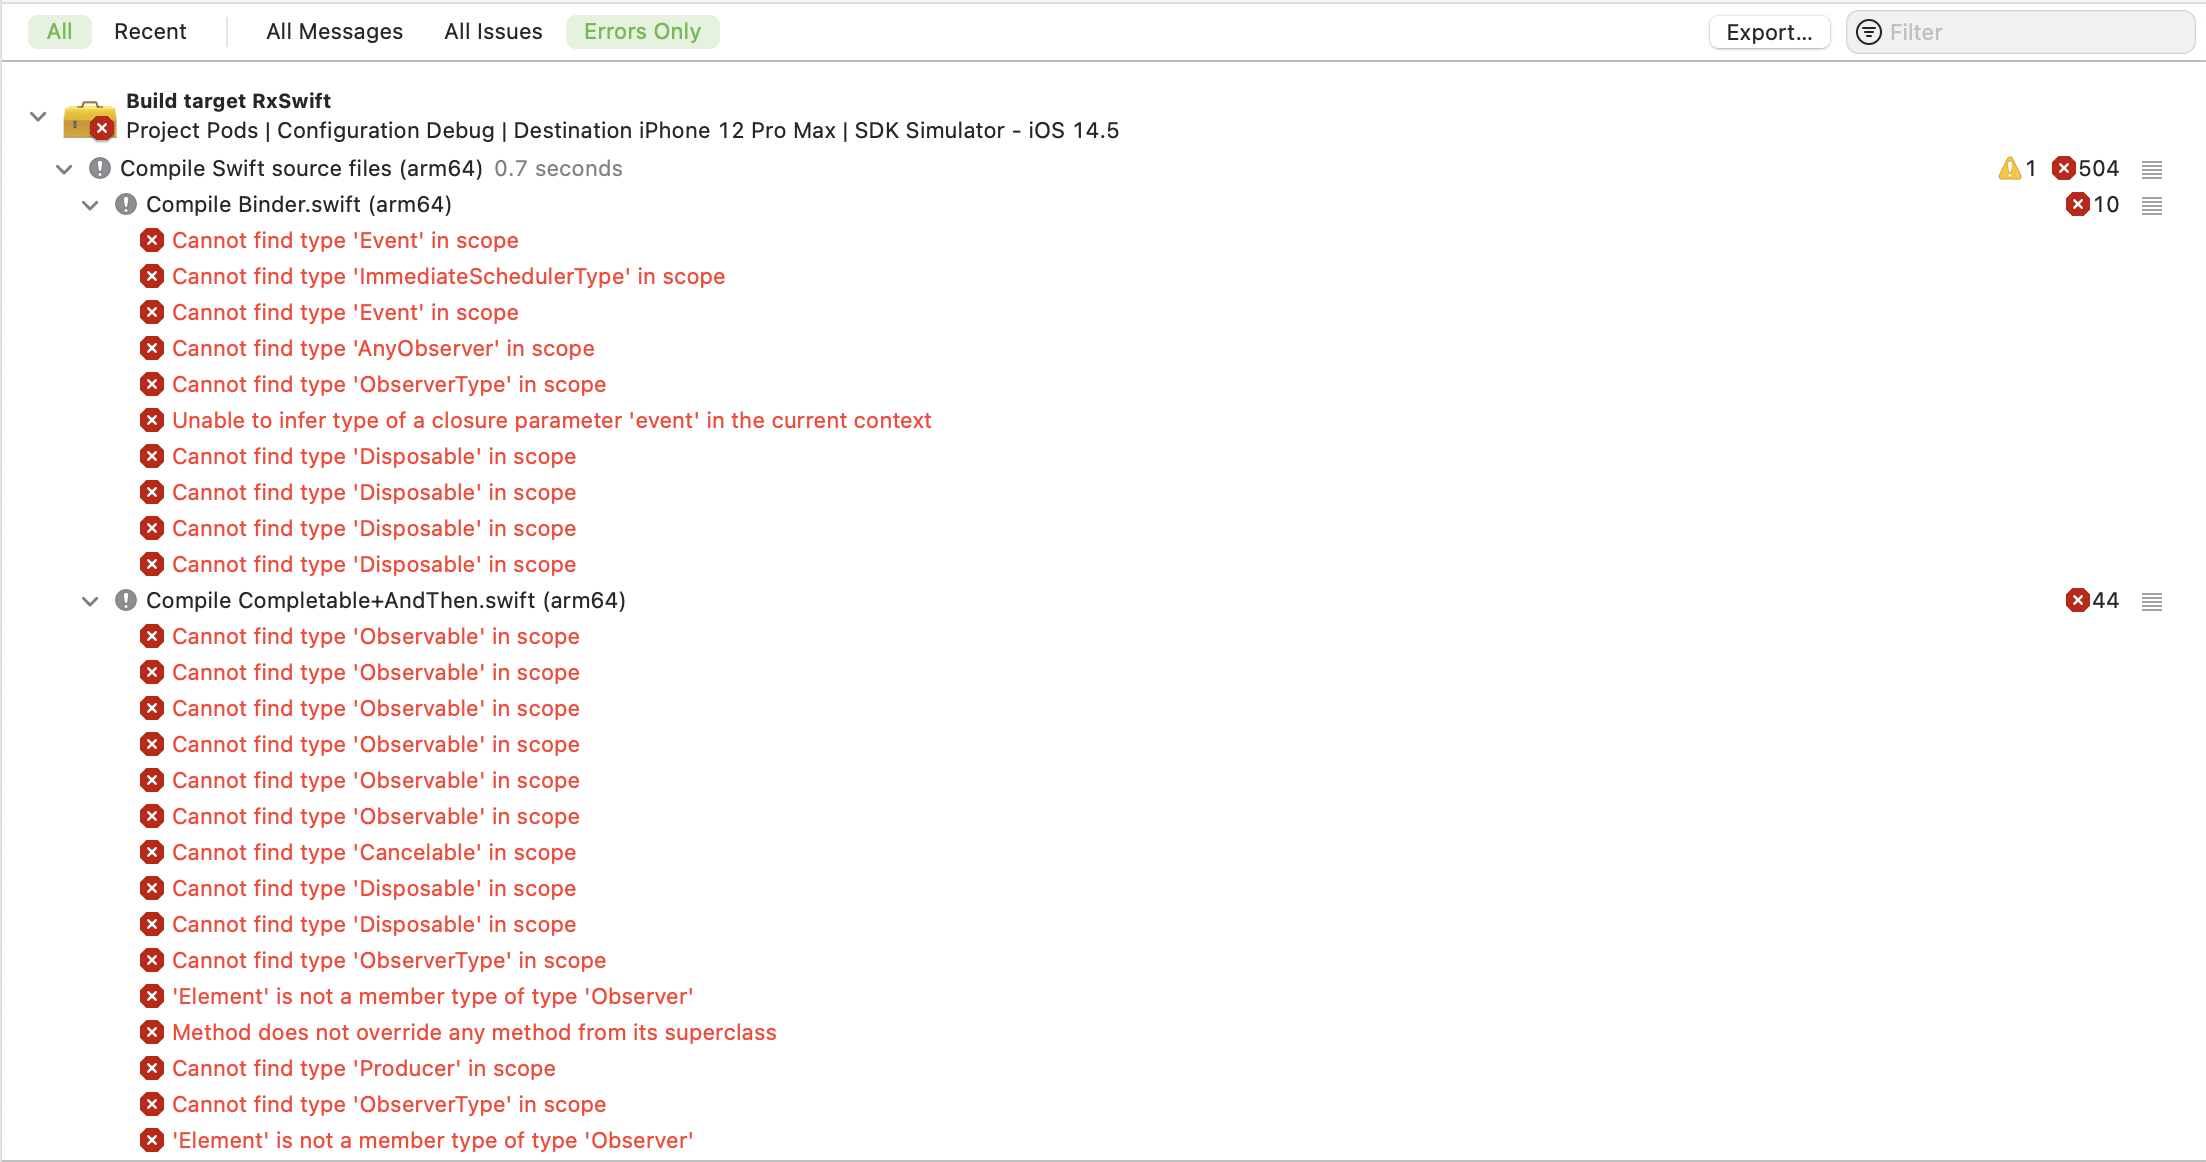 All Recent All Messages All Issues Errors Only Export... Filter
Build target RxSwift
Project Pods | Configuration Debug | Destination iPhone 12 Pro Max | SDK Simulator - iOS 14.5
Compile Swift source files (arm64) 0.7 seconds 1 504
Compile Binder.swift (arm64) 10
Cannot find type 'Event' in scope
Cannot find type 'ImmediateSchedulerType' in scope
Cannot find type 'Event' in scope
Cannot find type 'AnyObserver' in scope
Cannot find type 'ObserverType' in scope
Unable to infer type of a closure parameter 'event' in the current context
Cannot find type 'Disposable' in scope
Cannot find type 'Disposable' in scope
Cannot find type 'Disposable' in scope
Cannot find type 'Disposable' in scope
Compile Completable+AndThen.swift (arm64) 44
Cannot find type 'Observable' in scope
Cannot find type 'Observable' in scope
Cannot find type 'Observable' in scope
Cannot find type 'Observable' in scope
Cannot find type 'Observable' in scope
Cannot find type 'Observable' in scope
Cannot find type 'Cancelable' in scope
Cannot find type 'Disposable' in scope
Cannot find type 'Disposable' in scope
Cannot find type 'ObserverType' in scope
'Element' is not a member type of type 'Observer'
Method does not override any method from its superclass
Cannot find type 'Producer' in scope
Cannot find type 'ObserverType' in scope
'Element' is not a member type of type 'Observer'